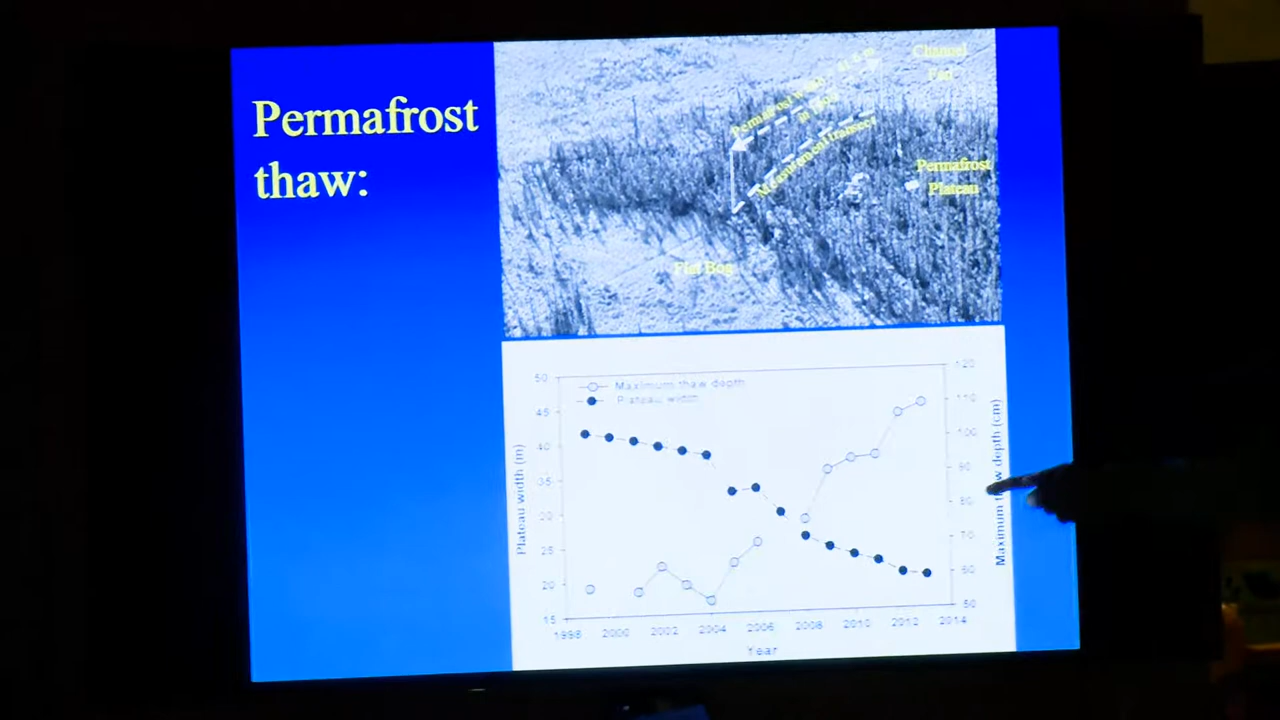 Permafrost
thaw:
Channel
Fen
Permafrost
in 1999
Measurement transect
Permafrost
Plateau
Flat Bog
50
45
40
35
30
25
20
15
Plateau width (m)
Maximum thaw depth
Plateau width
120
110
100
90
80
70
60
50
Maximum thaw depth (cm)
1998 2000 2002 2004 2006 2008 2010 2012 2014
Year